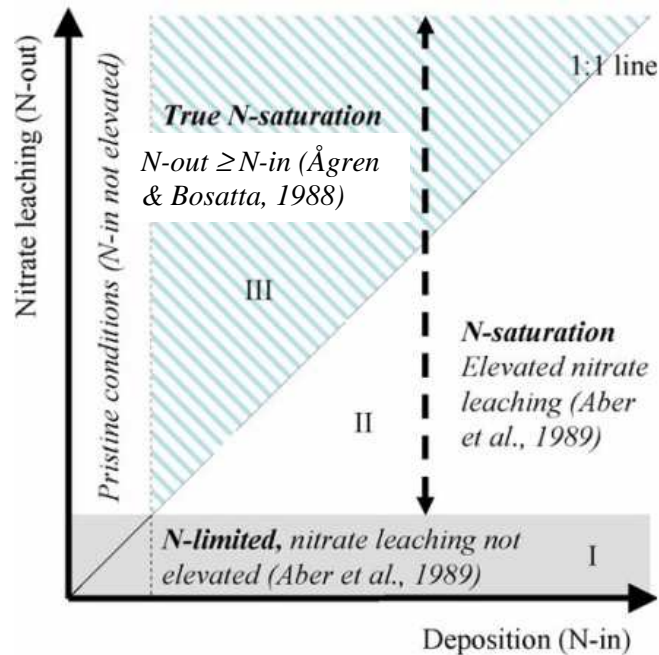 Nitrate leaching (N-out)
Pristine conditions (N-in not elevated)
1:1 line
True N-saturation
N-out ≥ N-in (Ågren
& Bosatta, 1988)
III
N-saturation
Elevated nitrate
leaching (Aber
et al., 1989)
II
N-limited, nitrate leaching not
elevated (Aber et al., 1989)
I
Deposition (N-in)